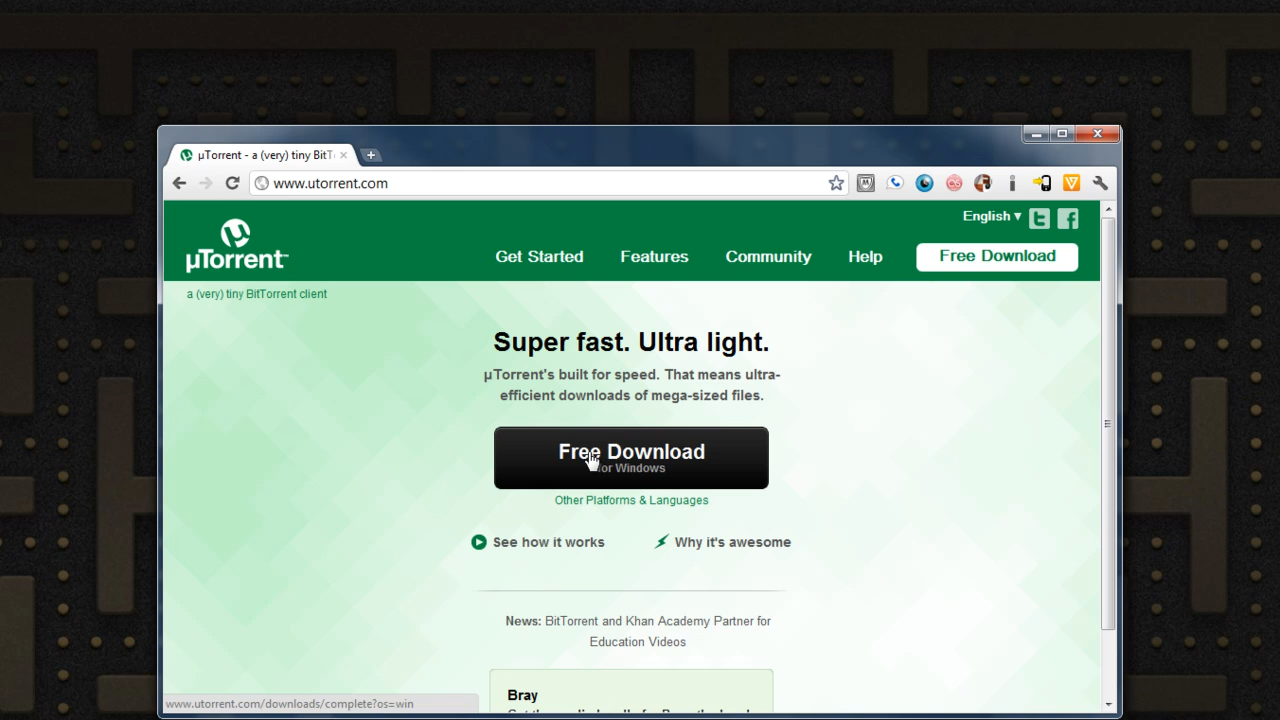 µTorrent - a (very) tiny BitT
www.utorrent.com
English ▾
µTorrent™
Get Started Features Community Help Free Download
a (very) tiny BitTorrent client
Super fast. Ultra light.
µTorrent's built for speed. That means ultra-
efficient downloads of mega-sized files.
Free Download
for Windows
Other Platforms & Languages
See how it works Why it's awesome
News: BitTorrent and Khan Academy Partner for
Education Videos
Bray
www.utorrent.com/downloads/complete?os=win